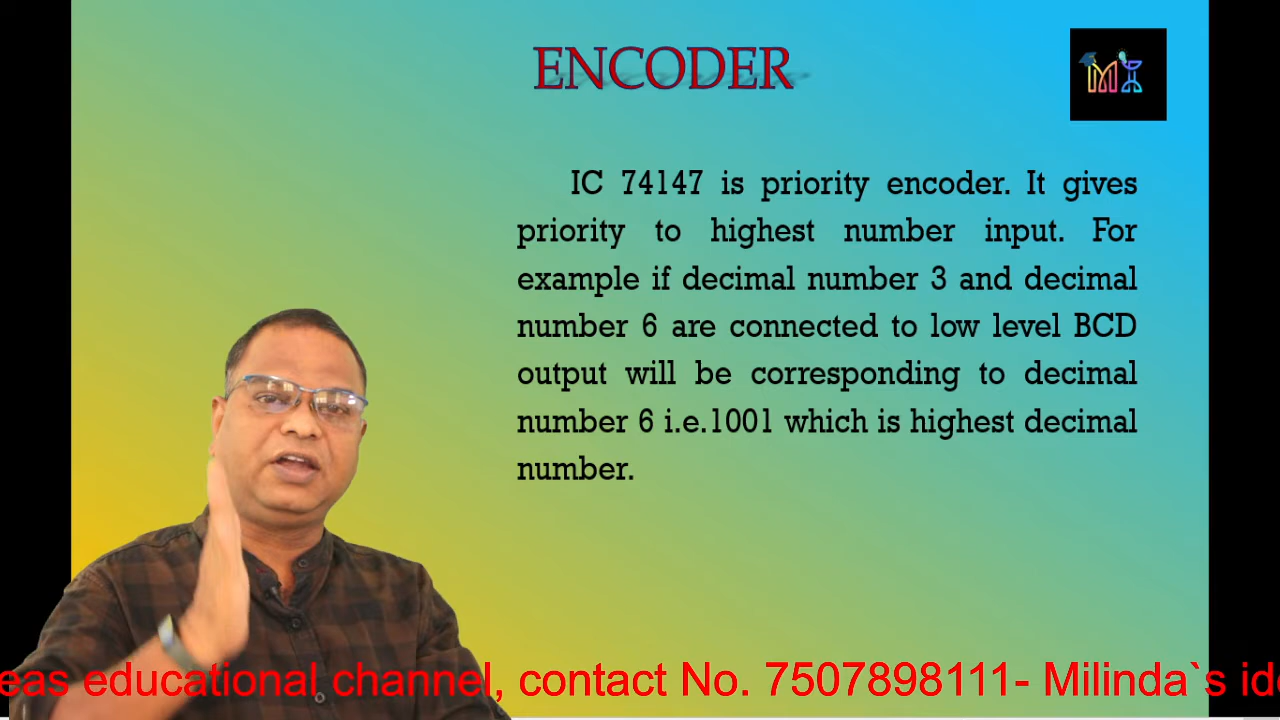 ENCODER
MI
IC 74147 is priority encoder. It gives
priority to highest number input. For
example if decimal number 3 and decimal
number 6 are connected to low level BCD
output will be corresponding to decimal
number 6 i.e.1001 which is highest decimal
number.
eas educational channel, contact No. 7507898111- Milinda`s ide